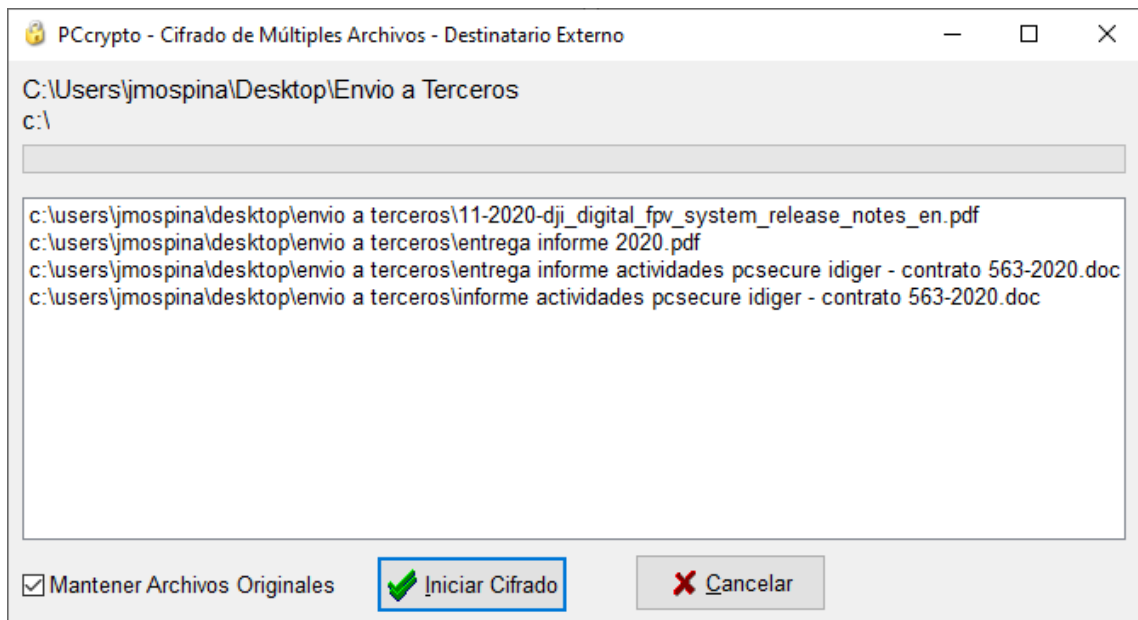 PCcrypto - Cifrado de Múltiples Archivos - Destinatario Externo
C:\Users\jmospina\Desktop\Envio a Terceros
c:\
c:\users\jmospina\desktop\envio a terceros\11-2020-dji_digital_fpv_system_release_notes_en.pdf
c:\users\jmospina\desktop\envio a terceros\entrega informe 2020.pdf
c:\users\jmospina\desktop\envio a terceros\entrega informe actividades pcsecure idiger - contrato 563-2020.doc
c:\users\jmospina\desktop\envio a terceros\informe actividades pcsecure idiger - contrato 563-2020.doc
Mantener Archivos Originales Iniciar Cifrado Cancelar